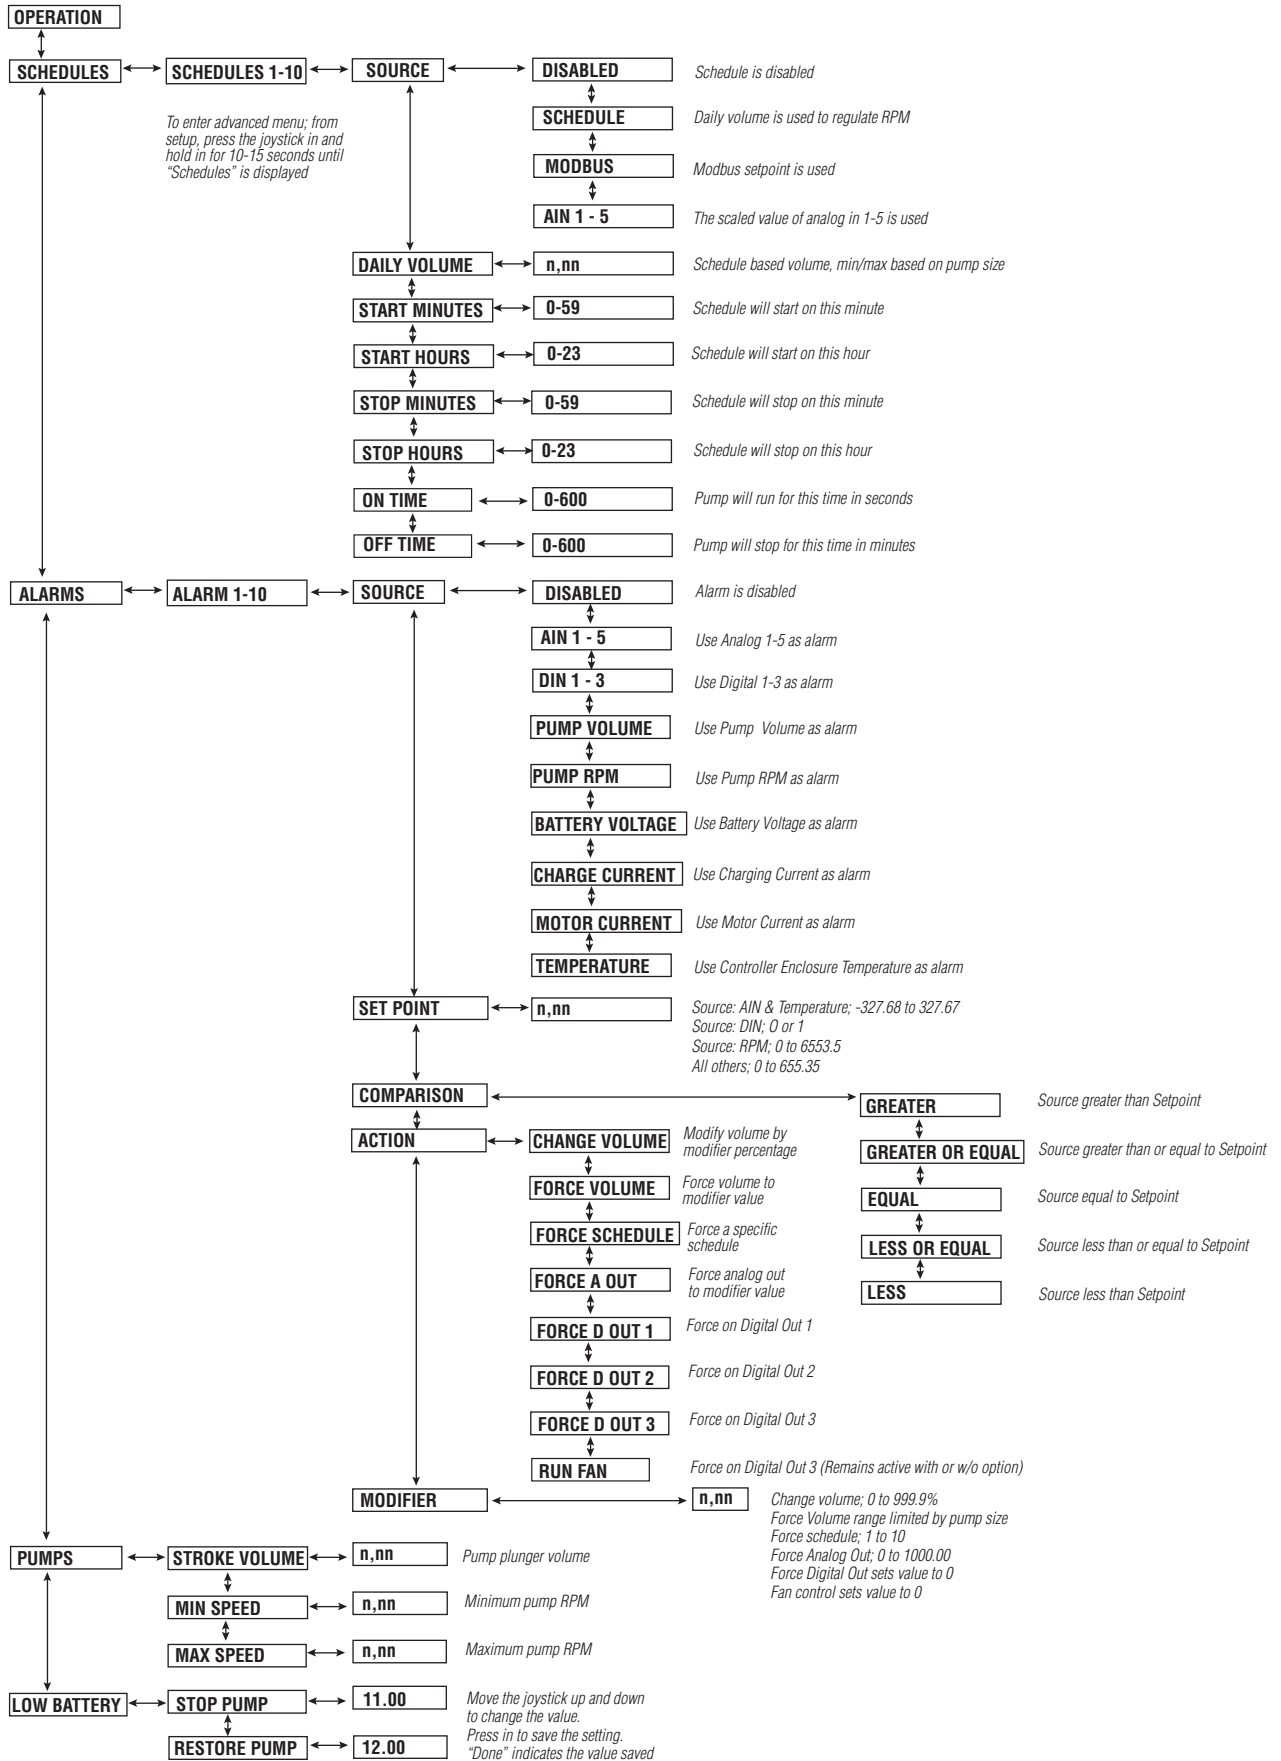 OPERATION
SCHEDULES
SCHEDULES 1-10
SOURCE
DISABLED
Schedule is disabled
To enter advanced menu; from
setup, press the joystick in and
hold in for 10-15 seconds until
“Schedules” is displayed
SCHEDULE
Daily volume is used to regulate RPM
MODBUS
Modbus setpoint is used
AIN 1 - 5
The scaled value of analog in 1-5 is used
DAILY VOLUME
n,nn
Schedule based volume, min/max based on pump size
START MINUTES
0-59
Schedule will start on this minute
START HOURS
0-23
Schedule will start on this hour
STOP MINUTES
0-59
Schedule will stop on this minute
STOP HOURS
0-23
Schedule will stop on this hour
ON TIME
0-600
Pump will run for this time in seconds
OFF TIME
0-600
Pump will stop for this time in minutes
ALARMS
ALARM 1-10
SOURCE
DISABLED
Alarm is disabled
AIN 1 - 5
Use Analog 1-5 as alarm
DIN 1 - 3
Use Digital 1-3 as alarm
PUMP VOLUME
Use Pump Volume as alarm
PUMP RPM
Use Pump RPM as alarm
BATTERY VOLTAGE
Use Battery Voltage as alarm
CHARGE CURRENT
Use Charging Current as alarm
MOTOR CURRENT
Use Motor Current as alarm
TEMPERATURE
Use Controller Enclosure Temperature as alarm
SET POINT
n,nn
Source: AIN & Temperature; -327.68 to 327.67
Source: DIN; O or 1
Source: RPM; 0 to 6553.5
All others; 0 to 655.35
COMPARISON
GREATER
Source greater than Setpoint
GREATER OR EQUAL
Source greater than or equal to Setpoint
EQUAL
Source equal to Setpoint
LESS OR EQUAL
Source less than or equal to Setpoint
LESS
Source less than Setpoint
ACTION
CHANGE VOLUME
Modify volume by
modifier percentage
FORCE VOLUME
Force volume to
modifier value
FORCE SCHEDULE
Force a specific
schedule
FORCE A OUT
Force analog out
to modifier value
FORCE D OUT 1
Force on Digital Out 1
FORCE D OUT 2
Force on Digital Out 2
FORCE D OUT 3
Force on Digital Out 3
RUN FAN
Force on Digital Out 3 (Remains active with or w/o option)
MODIFIER
n,nn
Change volume; 0 to 999.9%
Force Volume range limited by pump size
Force schedule; 1 to 10
Force Analog Out; 0 to 1000.00
Force Digital Out sets value to 0
Fan control sets value to 0
PUMPS
STROKE VOLUME
n,nn
Pump plunger volume
MIN SPEED
n,nn
Minimum pump RPM
MAX SPEED
n,nn
Maximum pump RPM
LOW BATTERY
STOP PUMP
11.00
Move the joystick up and down
to change the value.
Press in to save the setting.
“Done” indicates the value saved
RESTORE PUMP
12.00